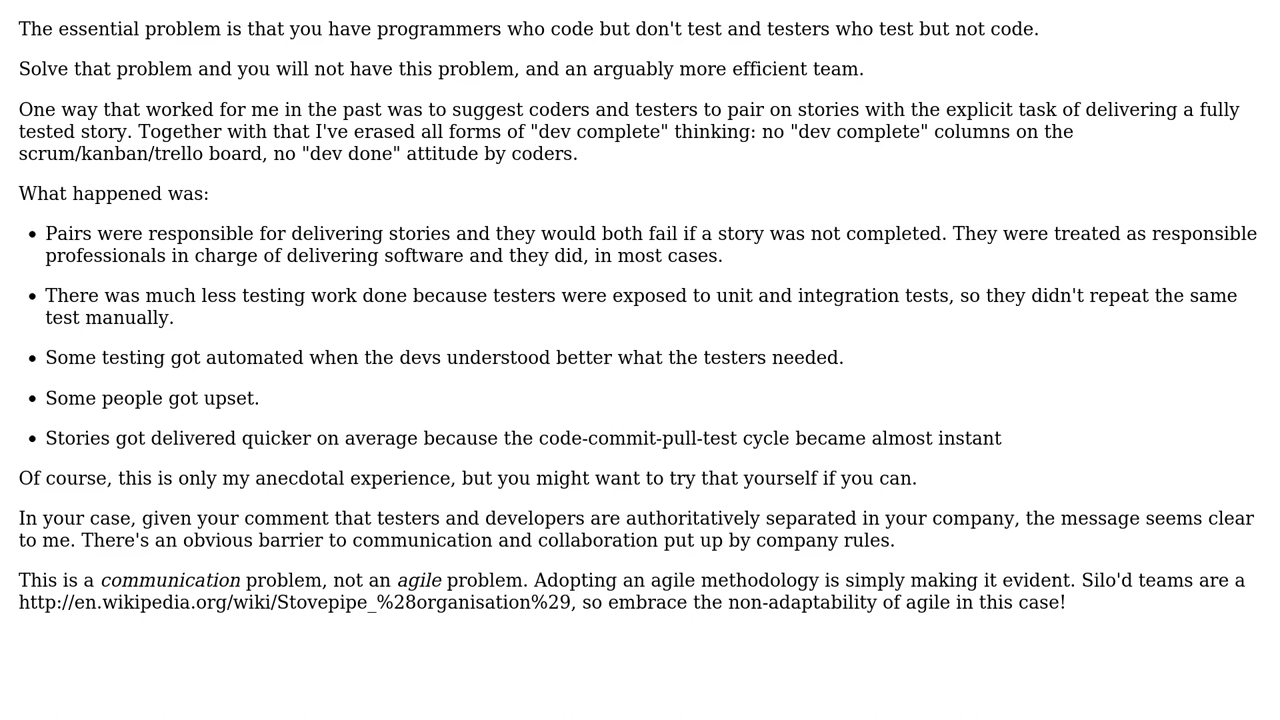 The essential problem is that you have programmers who code but don't test and testers who test but not code.
Solve that problem and you will not have this problem, and an arguably more efficient team.
One way that worked for me in the past was to suggest coders and testers to pair on stories with the explicit task of delivering a fully
tested story. Together with that I've erased all forms of "dev complete" thinking: no "dev complete" columns on the
scrum/kanban/trello board, no "dev done" attitude by coders.
What happened was:
• Pairs were responsible for delivering stories and they would both fail if a story was not completed. They were treated as responsible
professionals in charge of delivering software and they did, in most cases.
• There was much less testing work done because testers were exposed to unit and integration tests, so they didn't repeat the same
test manually.
• Some testing got automated when the devs understood better what the testers needed.
• Some people got upset.
• Stories got delivered quicker on average because the code-commit-pull-test cycle became almost instant
Of course, this is only my anecdotal experience, but you might want to try that yourself if you can.
In your case, given your comment that testers and developers are authoritatively separated in your company, the message seems clear
to me. There's an obvious barrier to communication and collaboration put up by company rules.
This is a communication problem, not an agile problem. Adopting an agile methodology is simply making it evident. Silo'd teams are a
http://en.wikipedia.org/wiki/Stovepipe_%28organisation%29, so embrace the non-adaptability of agile in this case!